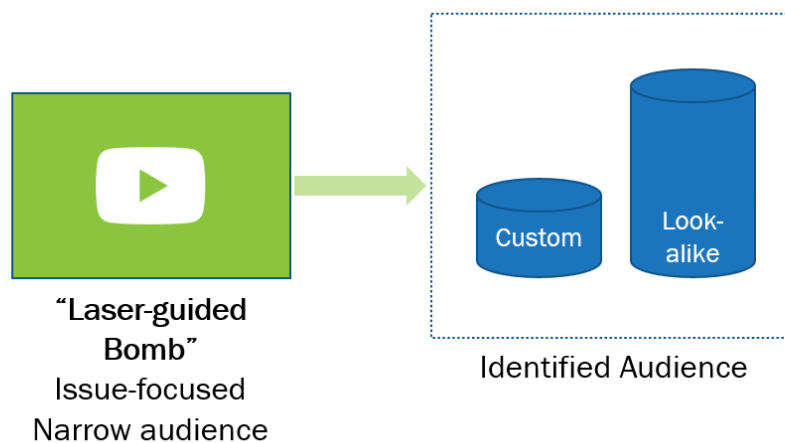 “Laser-guided
Bomb”
Issue-focused
Narrow audience
Custom
Look-
alike
Identified Audience